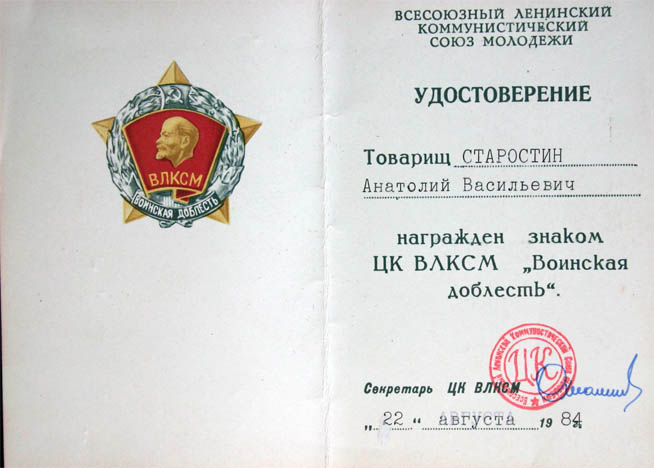 ВЛКСМ
ВОИНСКАЯ ДОБЛЕСТЬ
ВСЕСОЮЗНЫЙ ЛЕНИНСКИЙ
КОММУНИСТИЧЕСКИЙ
СОЮЗ МОЛОДЕЖИ
УДОСТОВЕРЕНИЕ
Товарищ СТАРОСТИН
Анатолий Васильевич
награжден знаком
ЦК ВЛКСМ „Воинская
доблесть“.
ЦК
Секретарь ЦК ВЛКСМ
„22“ августа 1984